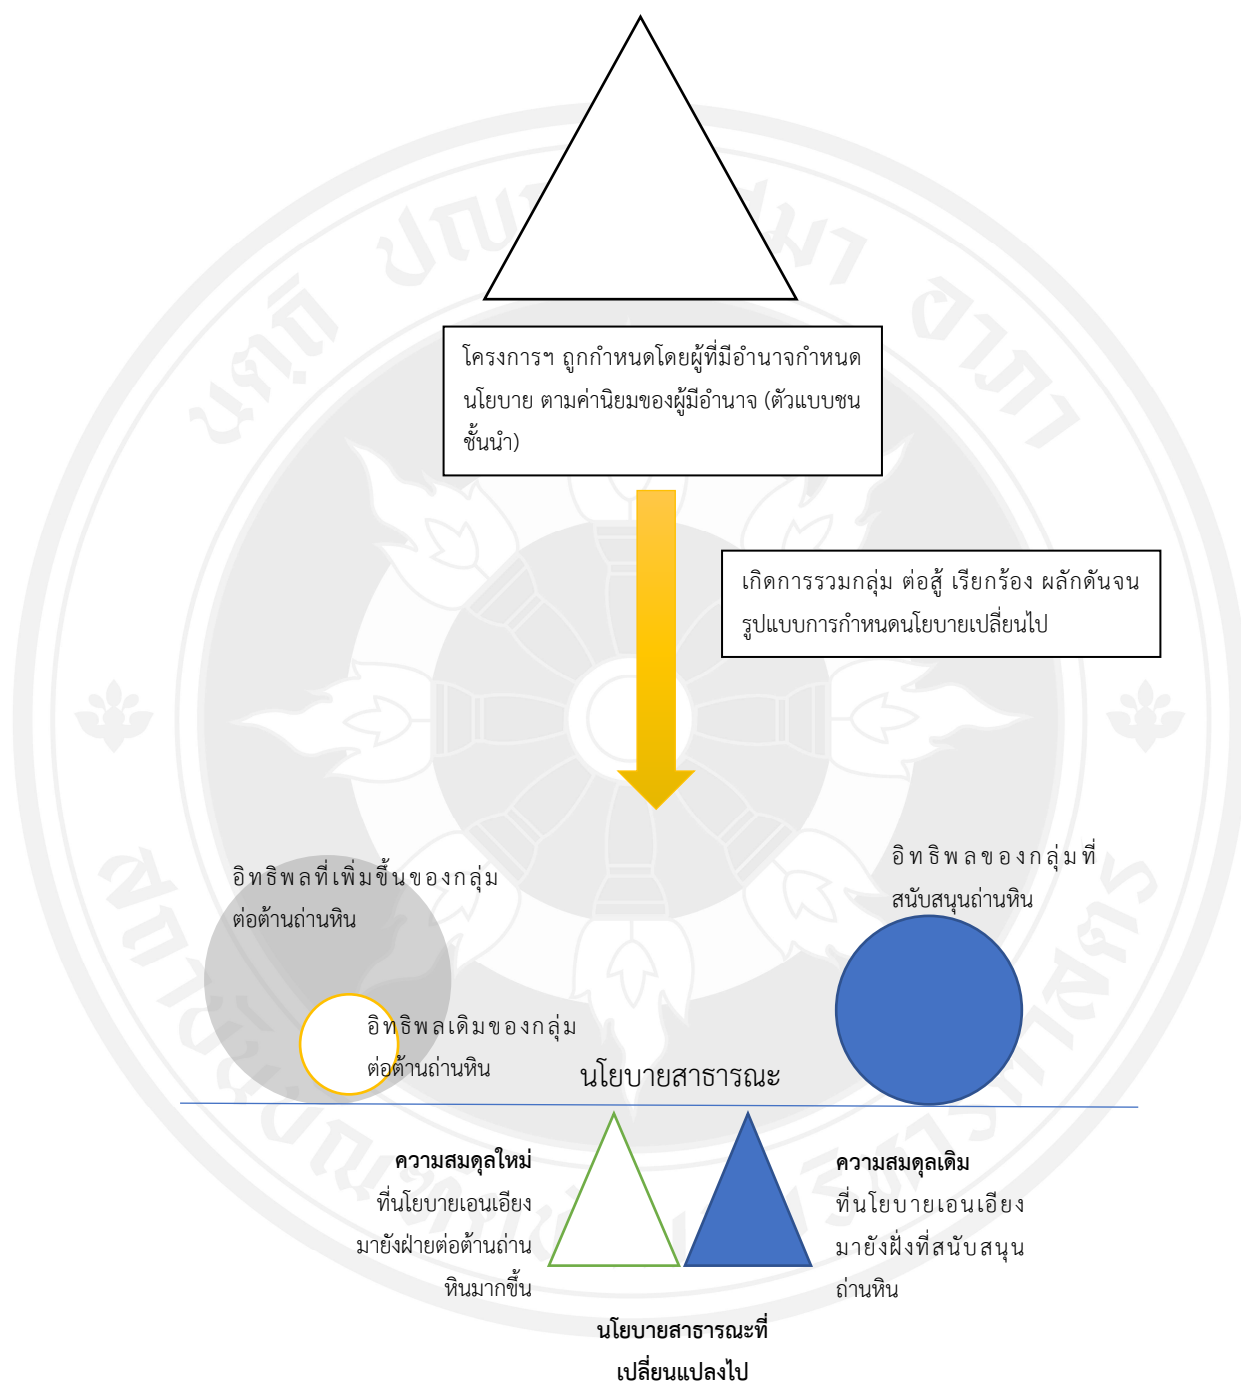 โครงการฯ ถูกกำหนดโดยผู้ที่มีอำนาจกำหนด
นโยบาย ตามค่านิยมของผู้มีอำนาจ (ตัวแบบชน
ชั้นนำ)
เกิดการรวมกลุ่ม ต่อสู้ เรียกร้อง ผลักดันจน
รูปแบบการกำหนดนโยบายเปลี่ยนไป
อิทธิพลที่เพิ่มขึ้นของกลุ่ม
ต่อต้านถ่านหิน
อิทธิพลของกลุ่มที่
สนับสนุนถ่านหิน
อิทธิพลเดิมของกลุ่ม
ต่อต้านถ่านหิน
นโยบายสาธารณะ
ความสมดุลใหม่
ที่นโยบายเอนเอียง
มายังฝ่ายต่อต้านถ่าน
หินมากขึ้น
ความสมดุลเดิม
ที่นโยบายเอนเอียง
มายังฝั่งที่สนับสนุน
ถ่านหิน
นโยบายสาธารณะที่
เปลี่ยนแปลงไป